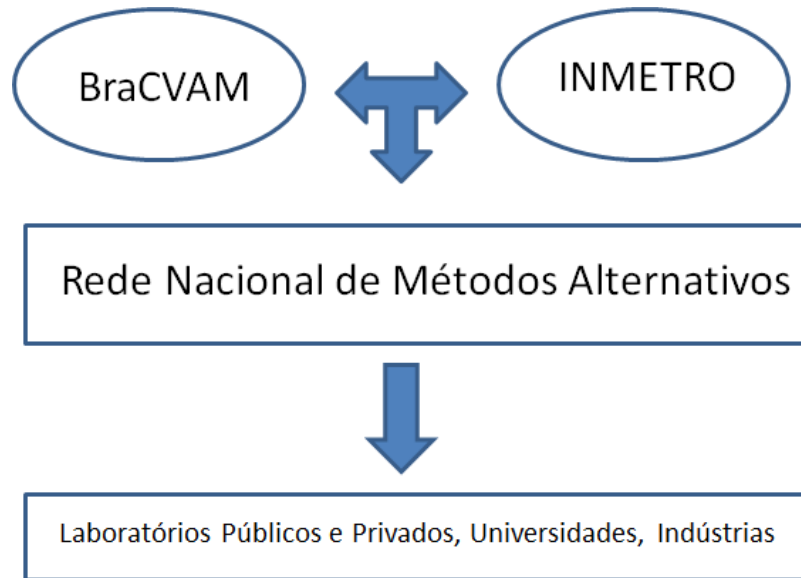 BraCVAM
INMETRO
Rede Nacional de Métodos Alternativos
Laboratórios Públicos e Privados, Universidades, Indústrias